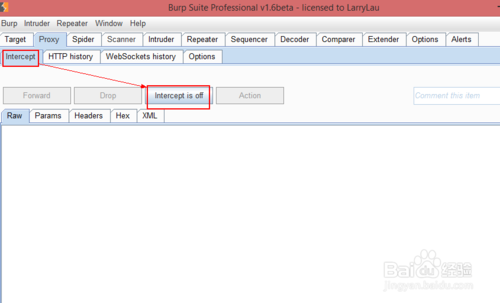 Burp Suite Professional v1.6beta - licensed to LarryLau
Burp Intruder Repeater Window Help
Target Proxy Spider Scanner Intruder Repeater Sequencer Decoder Comparer Extender Options Alerts
Intercept HTTP history WebSockets history Options
Forward Drop Intercept is off Action Comment this item
Raw Params Headers Hex XML
Baidu 经验
jingyan.baidu.com